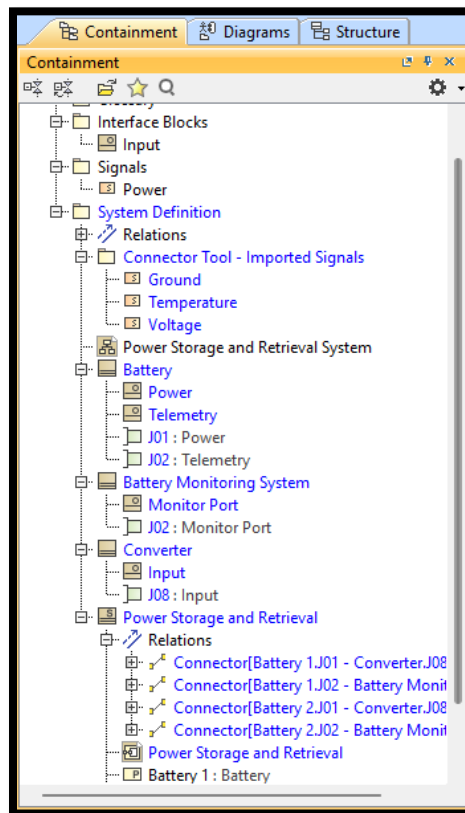 Containment Diagrams Structure
Containment
Glossary
Interface Blocks
Input
Signals
Power
System Definition
Relations
Connector Tool - Imported Signals
Ground
Temperature
Voltage
Power Storage and Retrieval System
Battery
Power
Telemetry
J01 : Power
J02 : Telemetry
Battery Monitoring System
Monitor Port
J02 : Monitor Port
Converter
Input
J08 : Input
Power Storage and Retrieval
Relations
Connector[Battery 1.J01 - Converter.J08
Connector[Battery 1.J02 - Battery Monit
Connector[Battery 2.J01 - Converter.J08
Connector[Battery 2.J02 - Battery Monit
Power Storage and Retrieval
Battery 1 : Battery